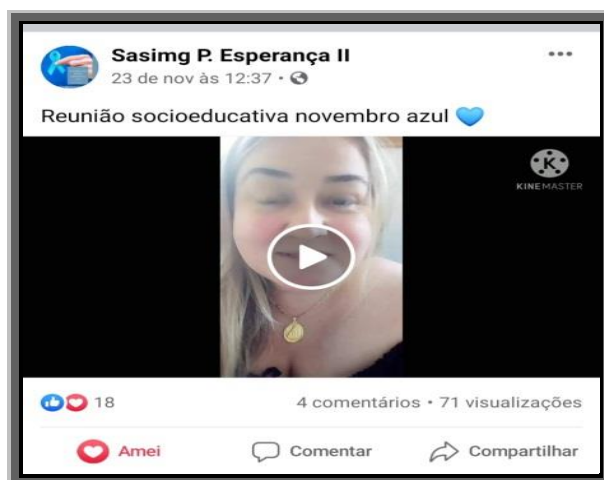 Sasimg P. Esperança II
23 de nov às 12:37 •
Reunião socioeducativa novembro azul
K
KINEMASTER
18
4 comentários • 71 visualizações
Amei
Comentar
Compartilhar